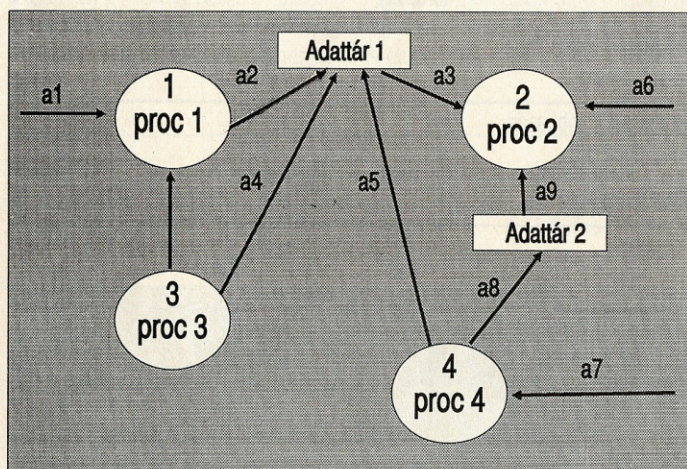 Adattár 1
a1
1
proc 1
a2
a3
2
proc 2
a6
a4
a5
a9
Adattár 2
3
proc 3
a8
4
proc 4
a7